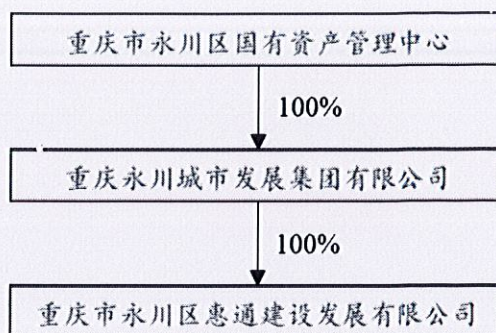 重庆市永川区国有资产管理中心
100%
重庆永川城市发展集团有限公司
100%
重庆市永川区惠通建设发展有限公司